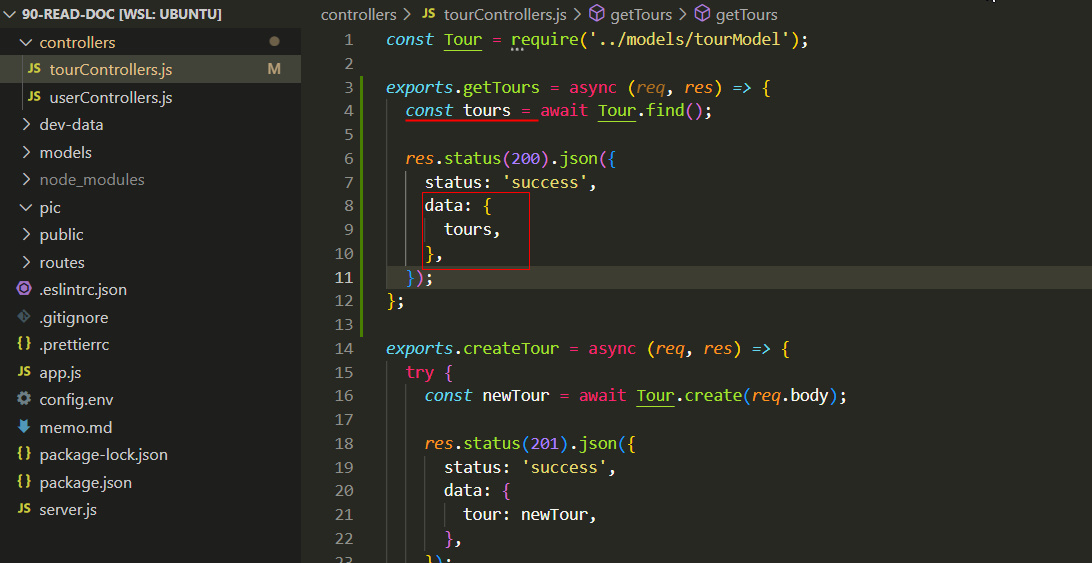 90-READ-DOC [WSL: UBUNTU]
controllers
JS tourControllers.js M
JS userControllers.js
dev-data
models
node_modules
pic
public
routes
.eslintrc.json
.gitignore
{} .prettierrc
JS app.js
config.env
memo.md
{} package-lock.json
{} package.json
JS server.js
controllers > JS tourControllers.js > getTours > getTours
1 const Tour = require('../models/tourModel');
2
3 exports.getTours = async (req, res) => {
4 const tours = await Tour.find();
5
6 res.status(200).json({
7 status: 'success',
8 data: {
9 tours,
10 },
11 });
12 };
13
14 exports.createTour = async (req, res) => {
15 try {
16 const newTour = await Tour.create(req.body);
17
18 res.status(201).json({
19 status: 'success',
20 data: {
21 tour: newTour,
22 },
23 });